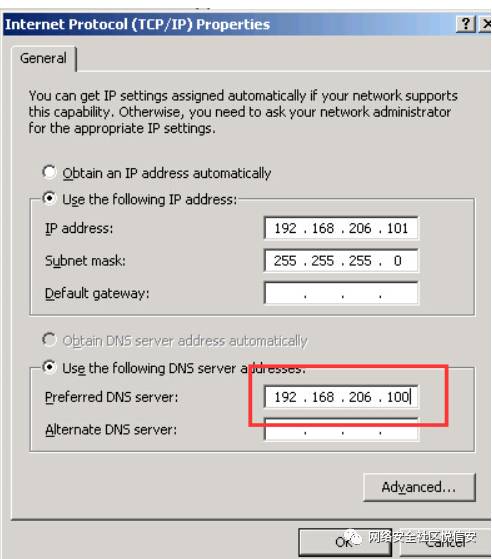 Internet Protocol (TCP/IP) Properties
General
You can get IP settings assigned automatically if your network supports
this capability. Otherwise, you need to ask your network administrator
for the appropriate IP settings.
Obtain an IP address automatically
Use the following IP address:
IP address: 192 . 168 . 206 . 101
Subnet mask: 255 . 255 . 255 . 0
Default gateway: . . .
Obtain DNS server address automatically
Use the following DNS server addresses:
Preferred DNS server: 192 . 168 . 206 . 100
Alternate DNS server: . . .
Advanced...
OK
Cancel
网络安全社区悦信安